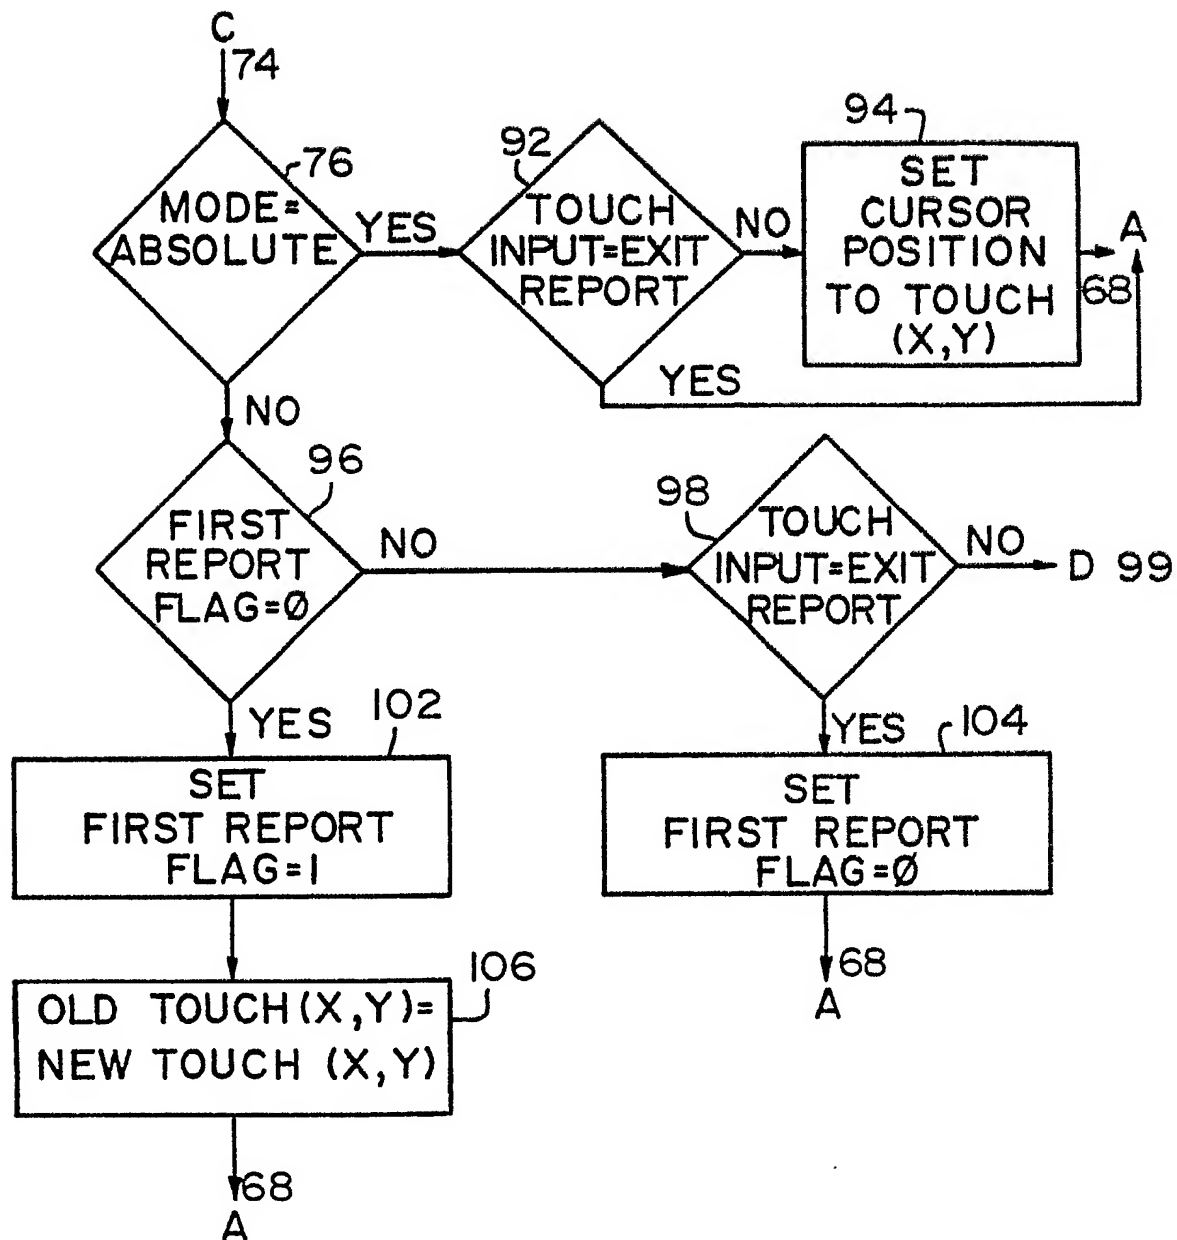 C
74
76
MODE=
ABSOLUTE
YES
92
TOUCH
INPUT=EXIT
REPORT
NO
94
SET
CURSOR
POSITION
TO TOUCH
(X,Y)
A
68
YES
NO
96
FIRST
REPORT
FLAG=Ø
NO
98
TOUCH
INPUT=EXIT
REPORT
NO
D 99
YES
102
SET
FIRST REPORT
FLAG=1
YES
104
SET
FIRST REPORT
FLAG=Ø
68
A
106
OLD TOUCH(X,Y)=
NEW TOUCH (X,Y)
68
A